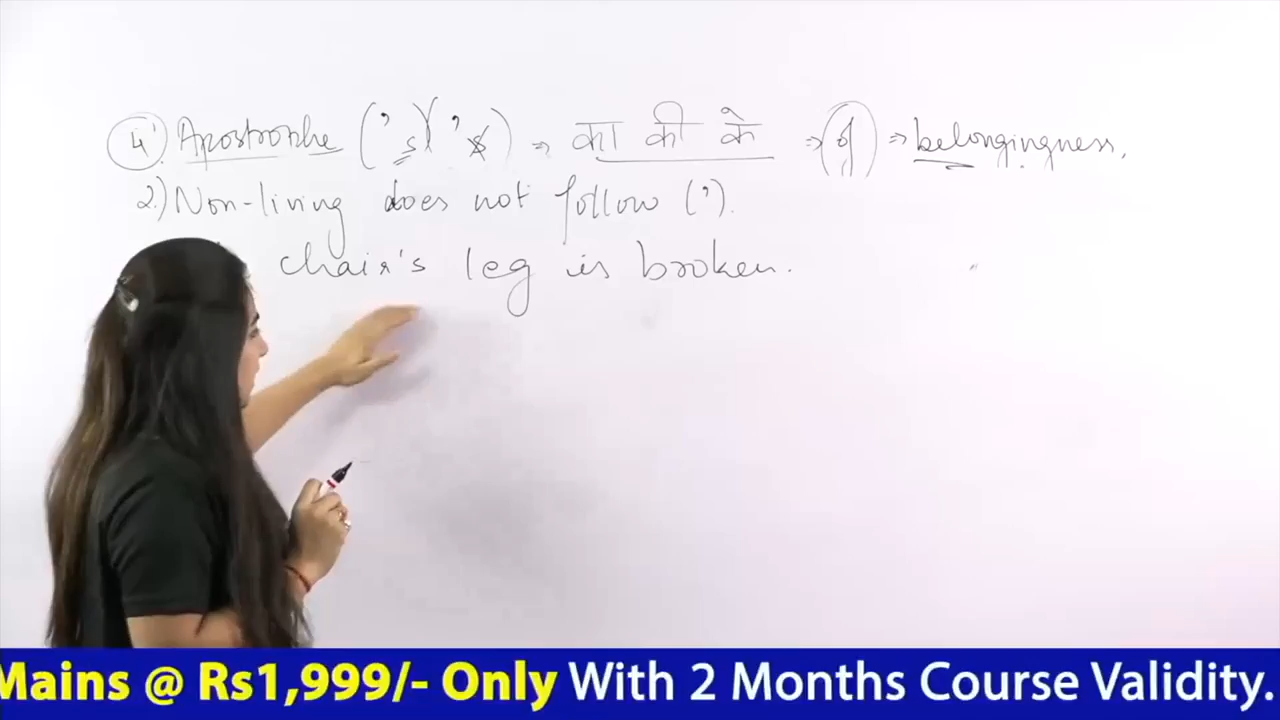 4. Apostrophe ('s)(' s) ⇒ का की के ⇒ (of) ⇒ belongingness.
2.) Non-living does not follow (').
chair's leg is broken.
Mains @ Rs1,999/- Only With 2 Months Course Validity.